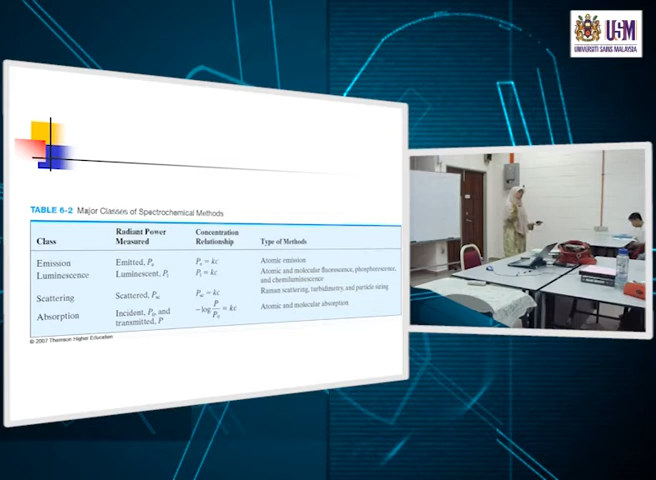 USM
UNIVERSITI SAINS MALAYSIA
TABLE 6-2 Major Classes of Spectrochemical Methods
Class Radiant Power Measured Concentration Relationship Type of Methods
Emission Emitted, Pe Pe = kc Atomic emission
Luminescence Luminescent, Pl Pl = kc Atomic and molecular fluorescence, phosphorescence,
and chemiluminescence
Scattering Scattered, Psc Psc = kc Raman scattering, turbidimetry, and particle sizing
Absorption Incident, P0, and transmitted, P −log P/P0 = kc Atomic and molecular absorption
© 2007 Thomson Higher Education